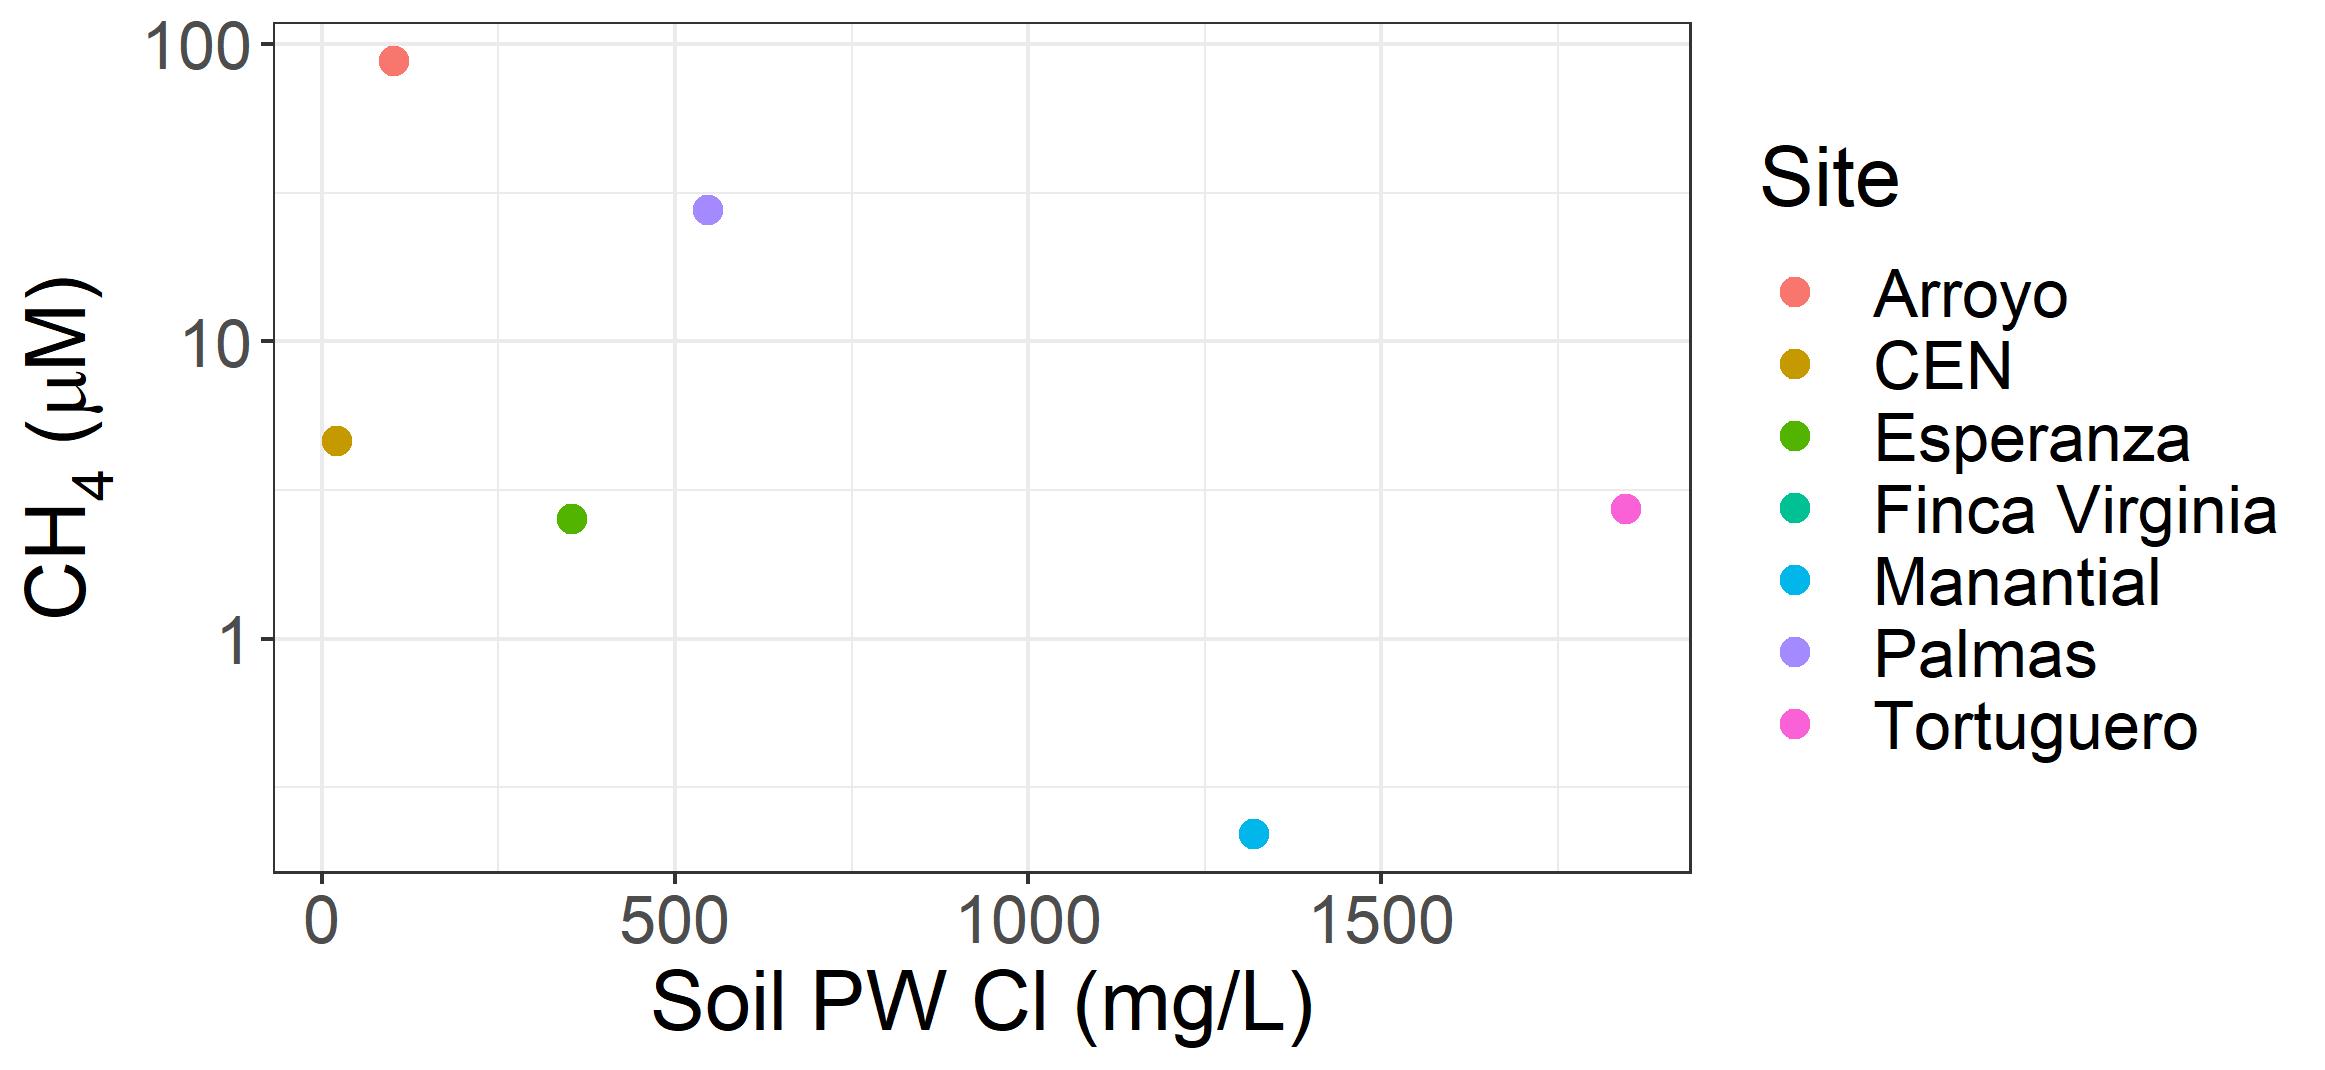 100
10
1
CH4 (μM)
0 500 1000 1500
Soil PW Cl (mg/L)
Site
Arroyo
CEN
Esperanza
Finca Virginia
Manantial
Palmas
Tortuguero